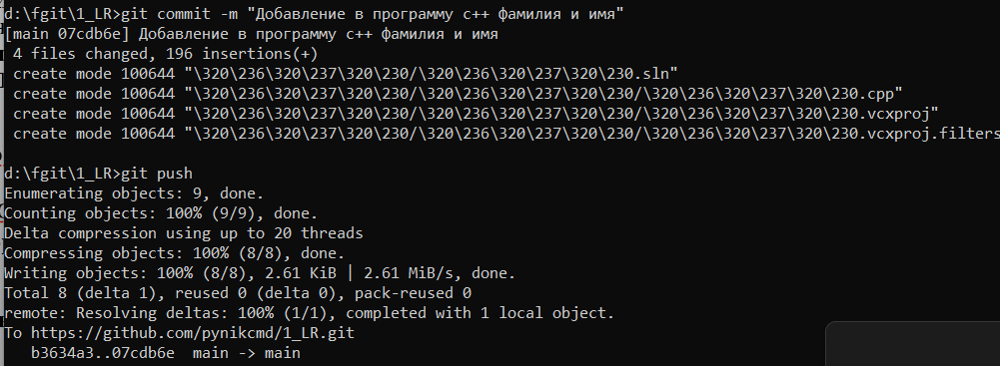 d:\fgit\1_LR>git commit -m "Добавление в программу с++ фамилия и имя"
[main 07cdb6e] Добавление в программу с++ фамилия и имя
 4 files changed, 196 insertions(+)
 create mode 100644 "\320\236\320\237\320\230/\320\236\320\237\320\230.sln"
 create mode 100644 "\320\236\320\237\320\230/\320\236\320\237\320\230/\320\236\320\237\320\230.cpp"
 create mode 100644 "\320\236\320\237\320\230/\320\236\320\237\320\230/\320\236\320\237\320\230.vcxproj"
 create mode 100644 "\320\236\320\237\320\230/\320\236\320\237\320\230/\320\236\320\237\320\230.vcxproj.filters
d:\fgit\1_LR>git push
Enumerating objects: 9, done.
Counting objects: 100% (9/9), done.
Delta compression using up to 20 threads
Compressing objects: 100% (8/8), done.
Writing objects: 100% (8/8), 2.61 KiB | 2.61 MiB/s, done.
Total 8 (delta 1), reused 0 (delta 0), pack-reused 0
remote: Resolving deltas: 100% (1/1), completed with 1 local object.
To https://github.com/pynikcmd/1_LR.git
   b3634a3..07cdb6e  main -> main